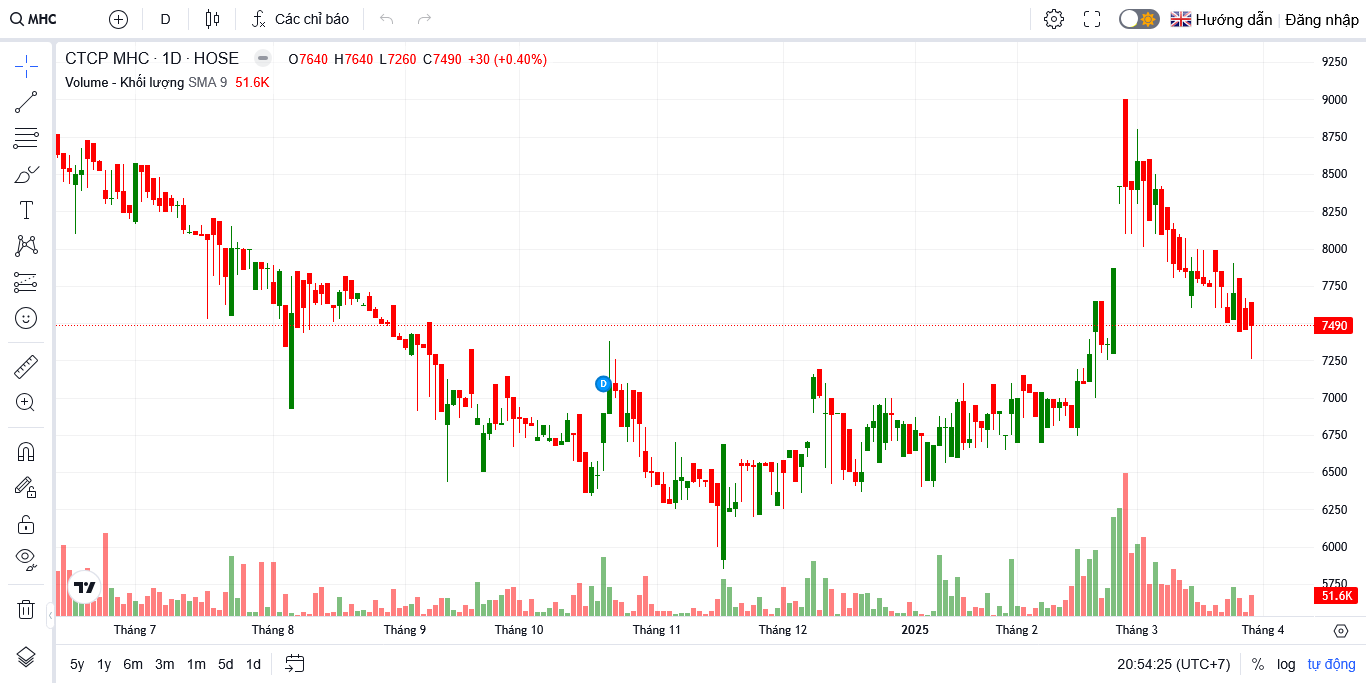 MHC D Các chỉ báo Hướng dẫn Đăng nhập
CTCP MHC · 1D · HOSE O7640 H7640 L7260 C7490 +30 (+0.40%)
Volume - Khối lượng SMA 9 51.6K
9250
9000
8750
8500
8250
8000
7750
7490
7250
7000
6750
6500
6250
6000
5750
51.6K
D
Tháng 7 Tháng 8 Tháng 9 Tháng 10 Tháng 11 Tháng 12 2025 Tháng 2 Tháng 3 Tháng 4
5y 1y 6m 3m 1m 5d 1d 20:54:25 (UTC+7) % log tự động